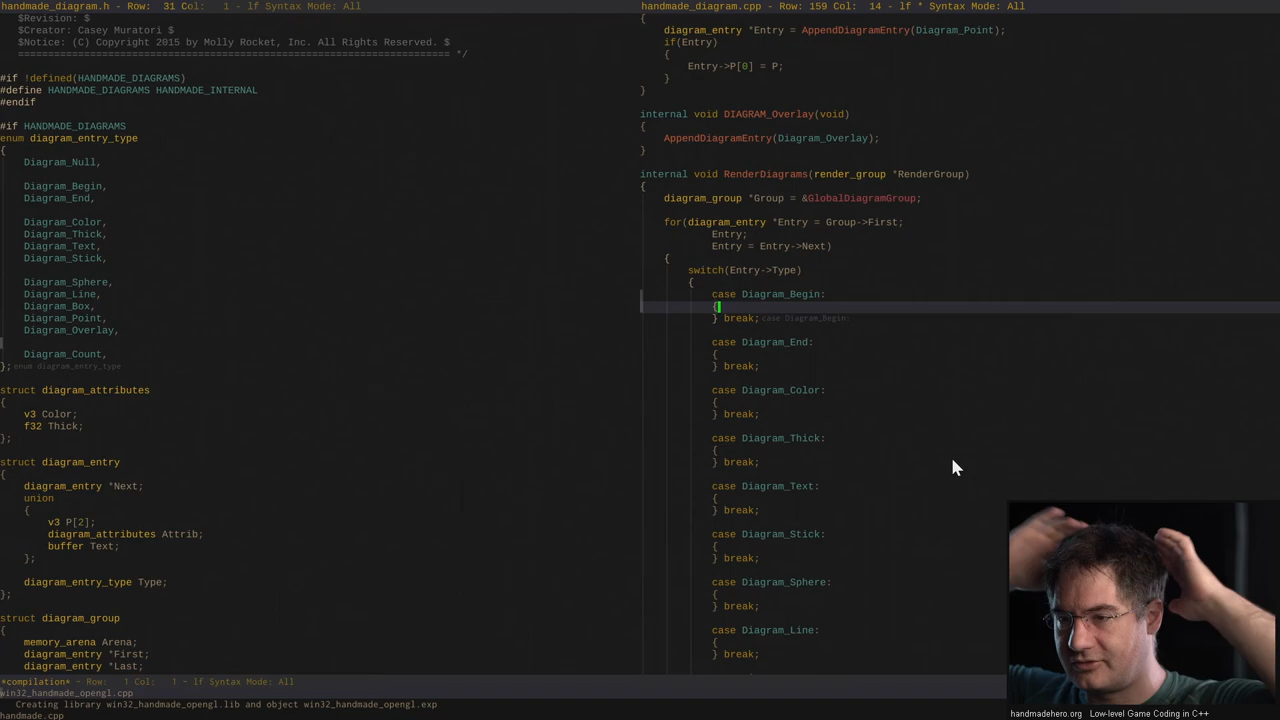 handmade_diagram.h - Row:  31 Col:   1 - lf Syntax Mode: All
$Revision: $
$Creator: Casey Muratori $
$Notice: (C) Copyright 2015 by Molly Rocket, Inc. All Rights Reserved. $
======================================================================== */
#if !defined(HANDMADE_DIAGRAMS)
#define HANDMADE_DIAGRAMS HANDMADE_INTERNAL
#endif
#if HANDMADE_DIAGRAMS
enum diagram_entry_type
{
Diagram_Null,
Diagram_Begin,
Diagram_End,
Diagram_Color,
Diagram_Thick,
Diagram_Text,
Diagram_Stick,
Diagram_Sphere,
Diagram_Line,
Diagram_Box,
Diagram_Point,
Diagram_Overlay,
Diagram_Count,
}; enum diagram_entry_type
struct diagram_attributes
{
v3 Color;
f32 Thick;
};
struct diagram_entry
{
diagram_entry *Next;
union
{
v3 P[2];
diagram_attributes Attrib;
buffer Text;
};
diagram_entry_type Type;
};
struct diagram_group
{
memory_arena Arena;
diagram_entry *First;
diagram_entry *Last;
handmade_diagram.cpp - Row: 159 Col:  14 - lf * Syntax Mode: All
{
diagram_entry *Entry = AppendDiagramEntry(Diagram_Point);
if(Entry)
{
Entry->P[0] = P;
}
}
internal void DIAGRAM_Overlay(void)
{
AppendDiagramEntry(Diagram_Overlay);
}
internal void RenderDiagrams(render_group *RenderGroup)
{
diagram_group *Group = &GlobalDiagramGroup;
for(diagram_entry *Entry = Group->First;
Entry;
Entry = Entry->Next)
{
switch(Entry->Type)
{
case Diagram_Begin:
{
} break; case Diagram_Begin:
case Diagram_End:
{
} break;
case Diagram_Color:
{
} break;
case Diagram_Thick:
{
} break;
case Diagram_Text:
{
} break;
case Diagram_Stick:
{
} break;
case Diagram_Sphere:
{
} break;
case Diagram_Line:
{
} break;
*compilation* - Row:   1 Col:   1 - lf Syntax Mode: All
win32_handmade_opengl.cpp
Creating library win32_handmade_opengl.lib and object win32_handmade_opengl.exp
handmade.cpp
handmadehero.org   Low-level Game Coding in C++